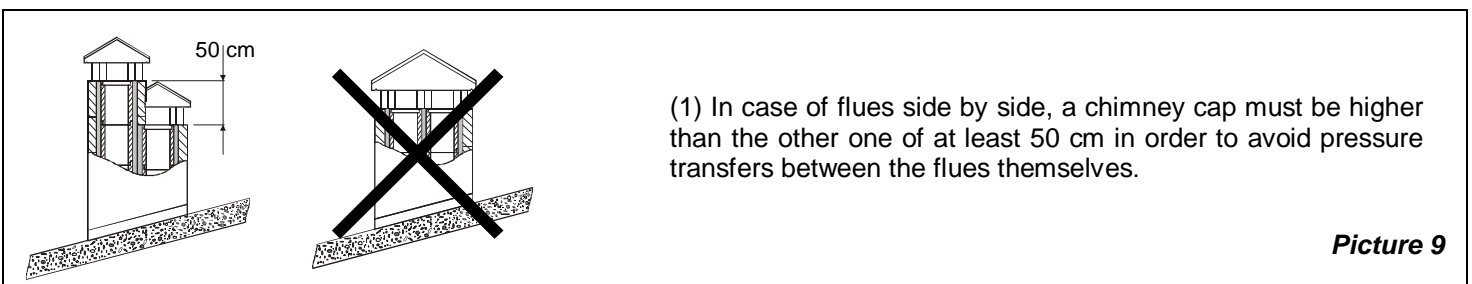 50 cm
(1) In case of flues side by side, a chimney cap must be higher
than the other one of at least 50 cm in order to avoid pressure
transfers between the flues themselves.
Picture 9